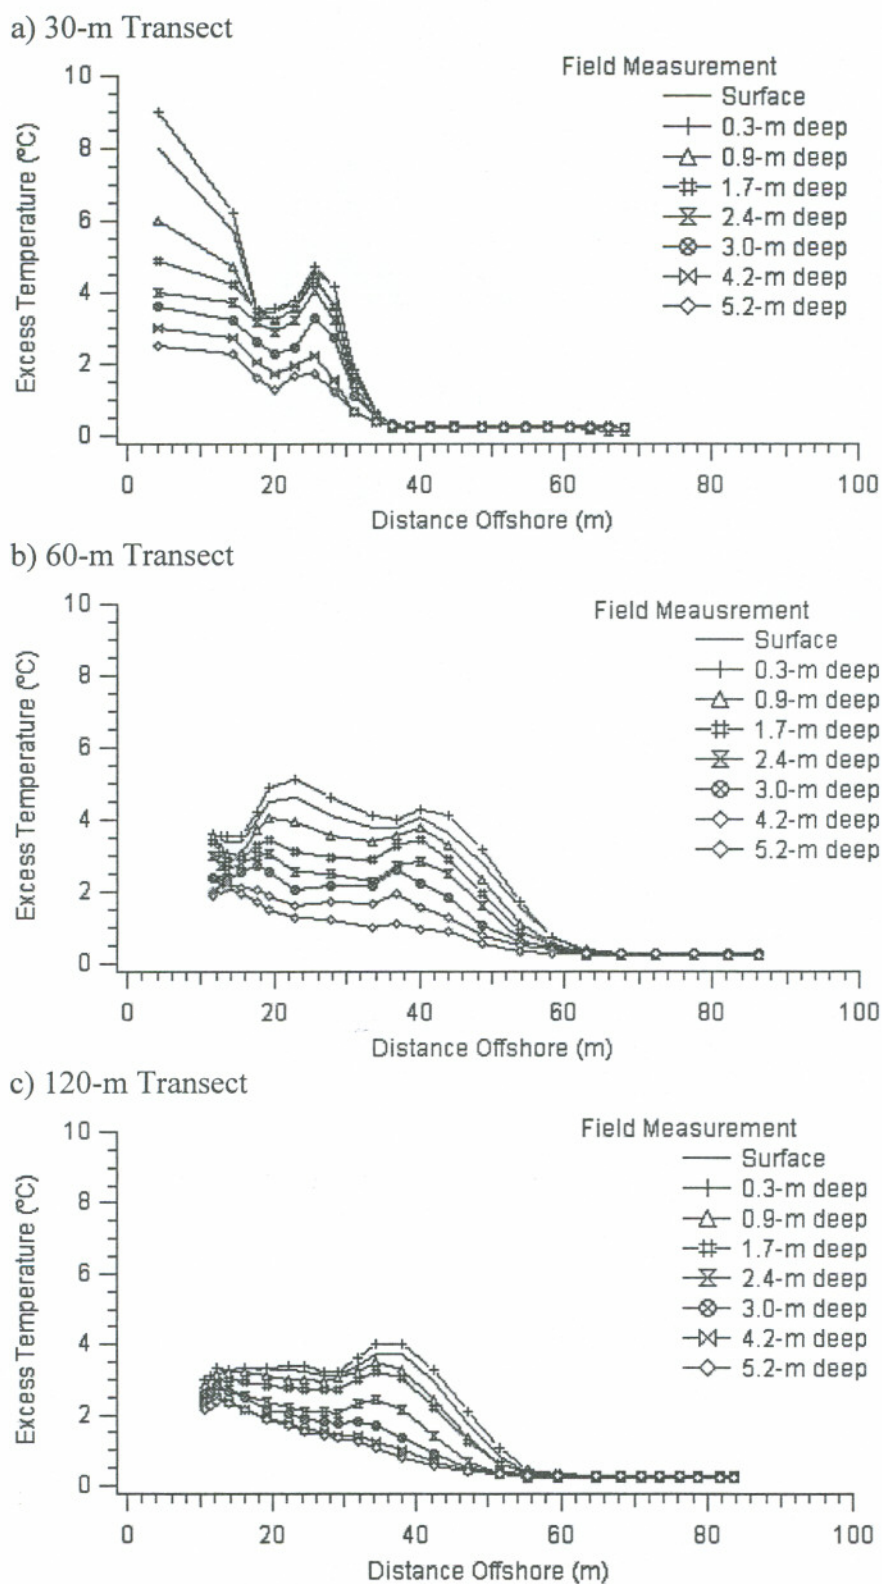 a) 30-m Transect
Field Measurement
Surface
0.3-m deep
0.9-m deep
1.7-m deep
2.4-m deep
3.0-m deep
4.2-m deep
5.2-m deep
10
8
6
4
2
0
Excess Temperature (ºC)
0 20 40 60 80 100
Distance Offshore (m)
b) 60-m Transect
Field Meausrement
Surface
0.3-m deep
0.9-m deep
1.7-m deep
2.4-m deep
3.0-m deep
4.2-m deep
5.2-m deep
10
8
6
4
2
0
Excess Temperature (ºC)
0 20 40 60 80 100
Distance Offshore (m)
c) 120-m Transect
Field Measurement
Surface
0.3-m deep
0.9-m deep
1.7-m deep
2.4-m deep
3.0-m deep
4.2-m deep
5.2-m deep
10
8
6
4
2
0
Excess Temperature (ºC)
0 20 40 60 80 100
Distance Offshore (m)